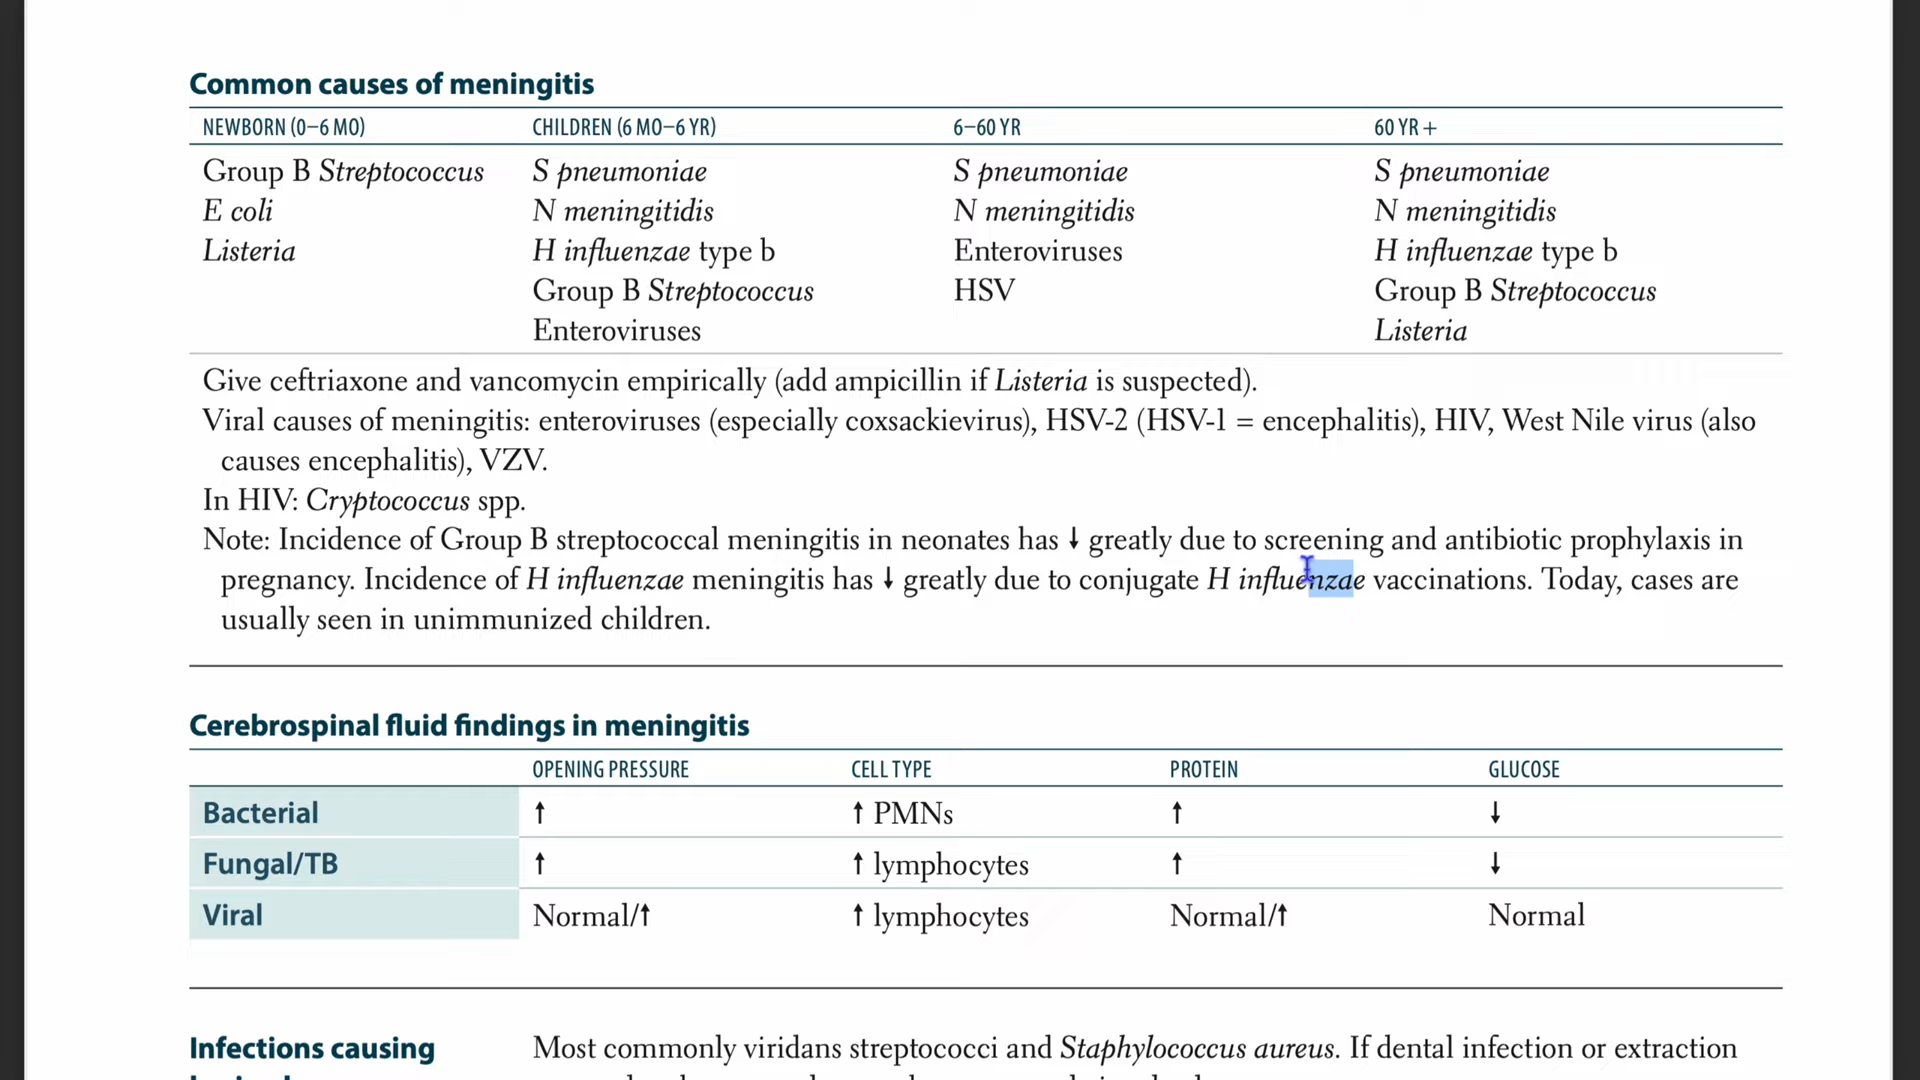 Common causes of meningitis
NEWBORN (0–6 MO) CHILDREN (6 MO–6 YR) 6–60 YR 60 YR +
Group B Streptococcus S pneumoniae S pneumoniae S pneumoniae
E coli N meningitidis N meningitidis N meningitidis
Listeria H influenzae type b Enteroviruses H influenzae type b
Group B Streptococcus HSV Group B Streptococcus
Enteroviruses Listeria
Give ceftriaxone and vancomycin empirically (add ampicillin if Listeria is suspected).
Viral causes of meningitis: enteroviruses (especially coxsackievirus), HSV-2 (HSV-1 = encephalitis), HIV, West Nile virus (also
causes encephalitis), VZV.
In HIV: Cryptococcus spp.
Note: Incidence of Group B streptococcal meningitis in neonates has ↓ greatly due to screening and antibiotic prophylaxis in
pregnancy. Incidence of H influenzae meningitis has ↓ greatly due to conjugate H influenzae vaccinations. Today, cases are
usually seen in unimmunized children.
Cerebrospinal fluid findings in meningitis
OPENING PRESSURE CELL TYPE PROTEIN GLUCOSE
Bacterial ↑ ↑ PMNs ↑ ↓
Fungal/TB ↑ ↑ lymphocytes ↑ ↓
Viral Normal/↑ ↑ lymphocytes Normal/↑ Normal
Infections causing Most commonly viridans streptococci and Staphylococcus aureus. If dental infection or extraction